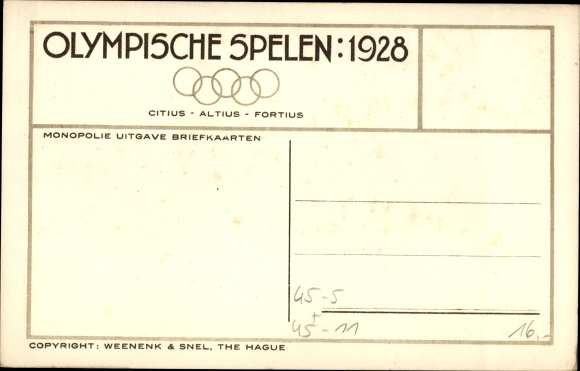 OLYMPISCHE SPELEN: 1928
CITIUS - ALTIUS - FORTIUS
MONOPOLIE UITGAVE BRIEFKAARTEN
45-5
+
45-11
16,-
COPYRIGHT: WEENENK & SNEL, THE HAGUE